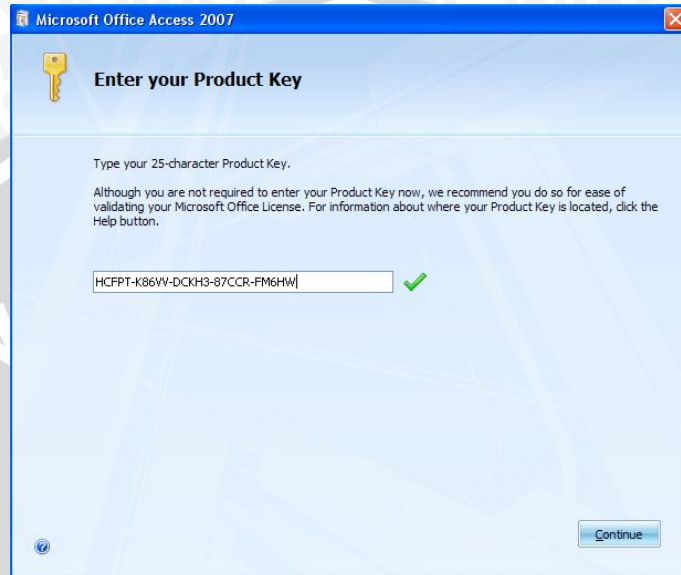 Microsoft Office Access 2007
Enter your Product Key
Type your 25-character Product Key.
Although you are not required to enter your Product Key now, we recommend you do so for ease of
validating your Microsoft Office License. For information about where your Product Key is located, click the
Help button.
HCFPT-K86VV-DCKH3-87CCR-FM6HW
Continue